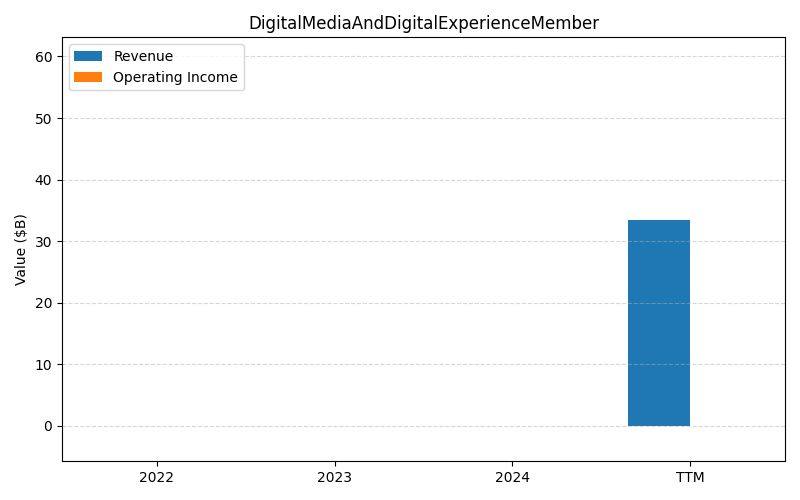 DigitalMediaAndDigitalExperienceMember
Revenue
Operating Income
Value ($B)
60
50
40
30
20
10
0
2022 2023 2024 TTM